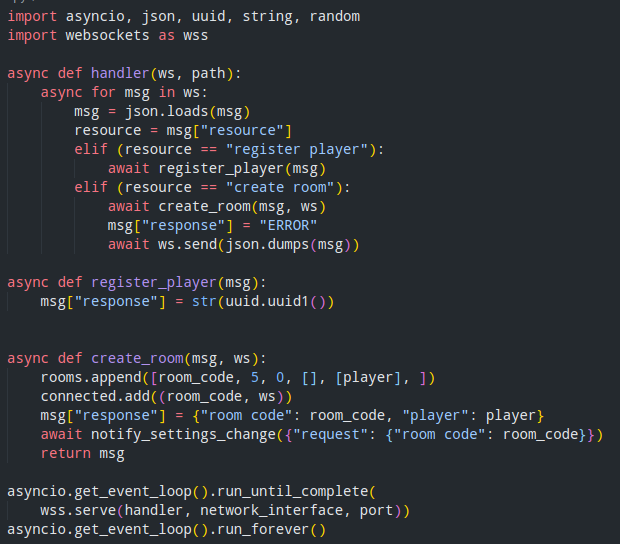 import asyncio, json, uuid, string, random
import websockets as wss
async def handler(ws, path):
async for msg in ws:
msg = json.loads(msg)
resource = msg["resource"]
elif (resource == "register player"):
await register_player(msg)
elif (resource == "create room"):
await create_room(msg, ws)
msg["response"] = "ERROR"
await ws.send(json.dumps(msg))
async def register_player(msg):
msg["response"] = str(uuid.uuid1())
async def create_room(msg, ws):
rooms.append([room_code, 5, 0, [], [player], ])
connected.add((room_code, ws))
msg["response"] = {"room code": room_code, "player": player}
await notify_settings_change({"request": {"room code": room_code}})
return msg
asyncio.get_event_loop().run_until_complete(
wss.serve(handler, network_interface, port))
asyncio.get_event_loop().run_forever()